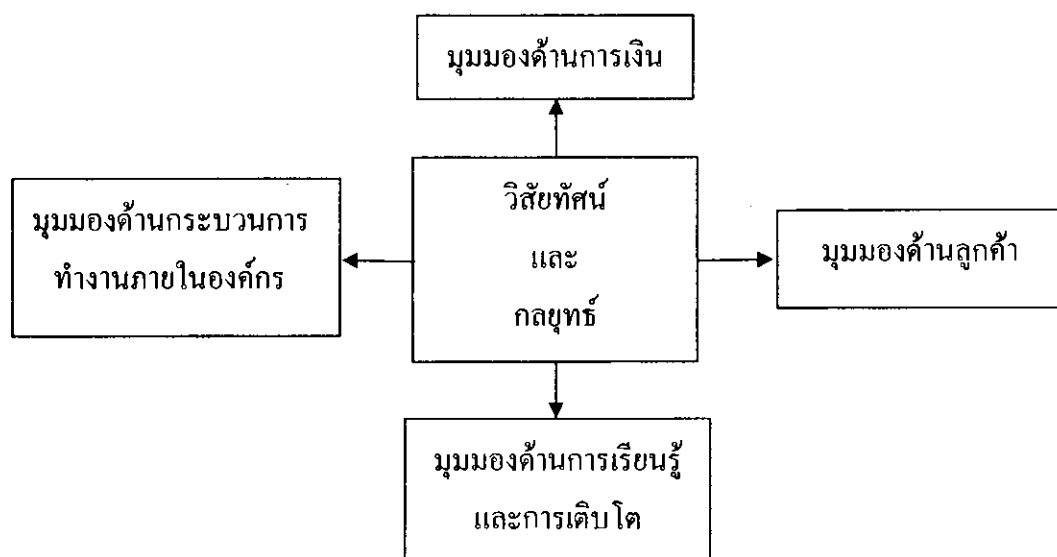 มุมมองด้านการเงิน
วิสัยทัศน์
และ
กลยุทธ์
มุมมองด้านกระบวนการ
ทำงานภายในองค์กร
มุมมองด้านลูกค้า
มุมมองด้านการเรียนรู้
และการเติบโต